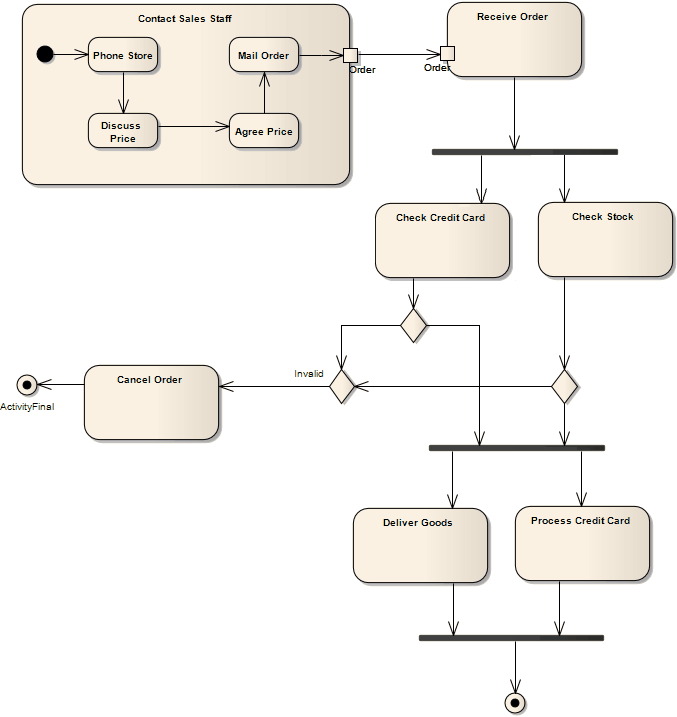 Contact Sales Staff
Receive Order
Phone Store
Mail Order
Order
Order
Discuss
Price
Agree Price
Check Credit Card
Check Stock
Invalid
Cancel Order
ActivityFinal
Deliver Goods
Process Credit Card